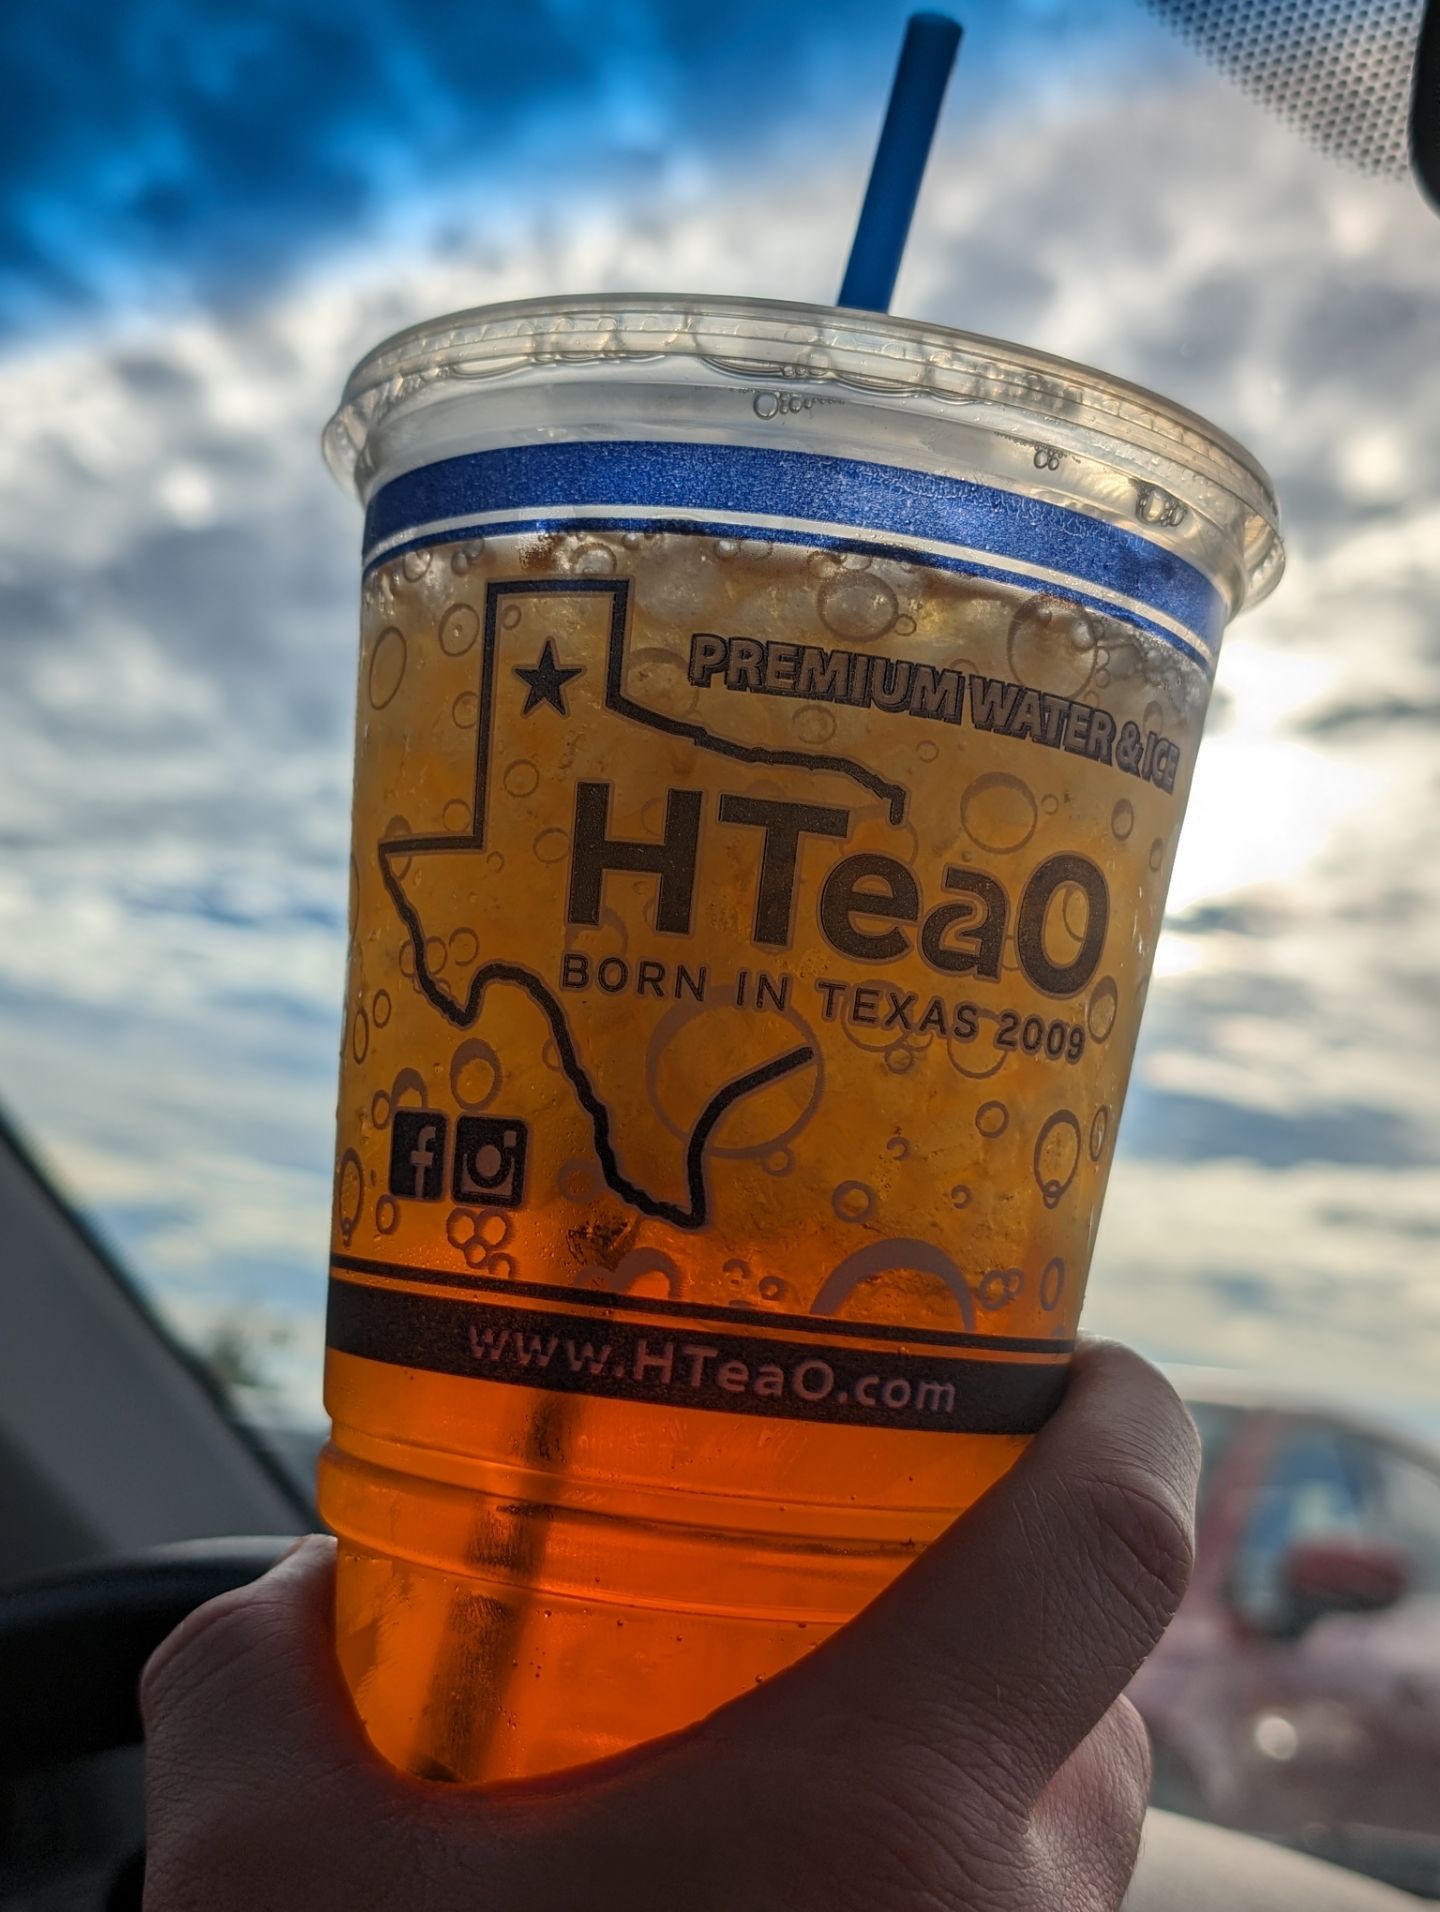 PREMIUM WATER & ICE
HTeaO
BORN IN TEXAS 2009
f
www.HTeaO.com